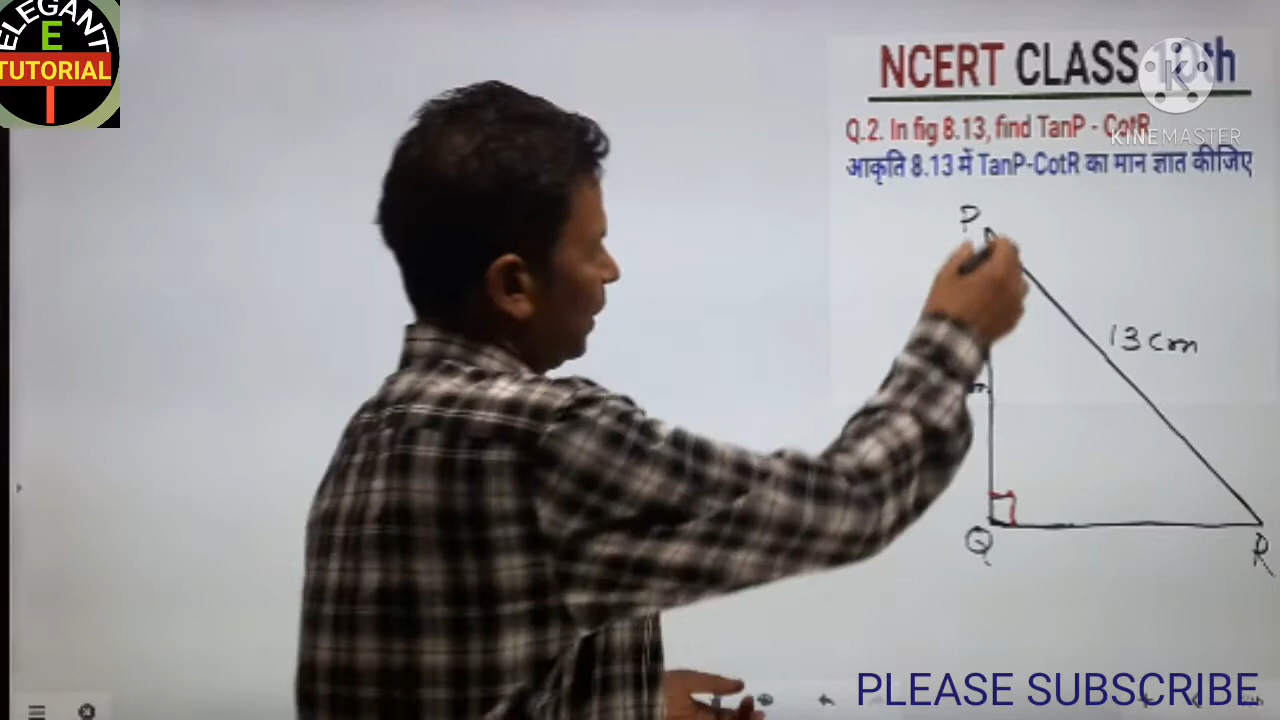 ELEGANT
E
TUTORIAL
NCERT CLASS
K
Q.2. In fig 8.13, find TanP - CotR
KINEMASTER
आकृति 8.13 में TanP-CotR का मान ज्ञात कीजिए
P
13 cm
Q
R
PLEASE SUBSCRIBE